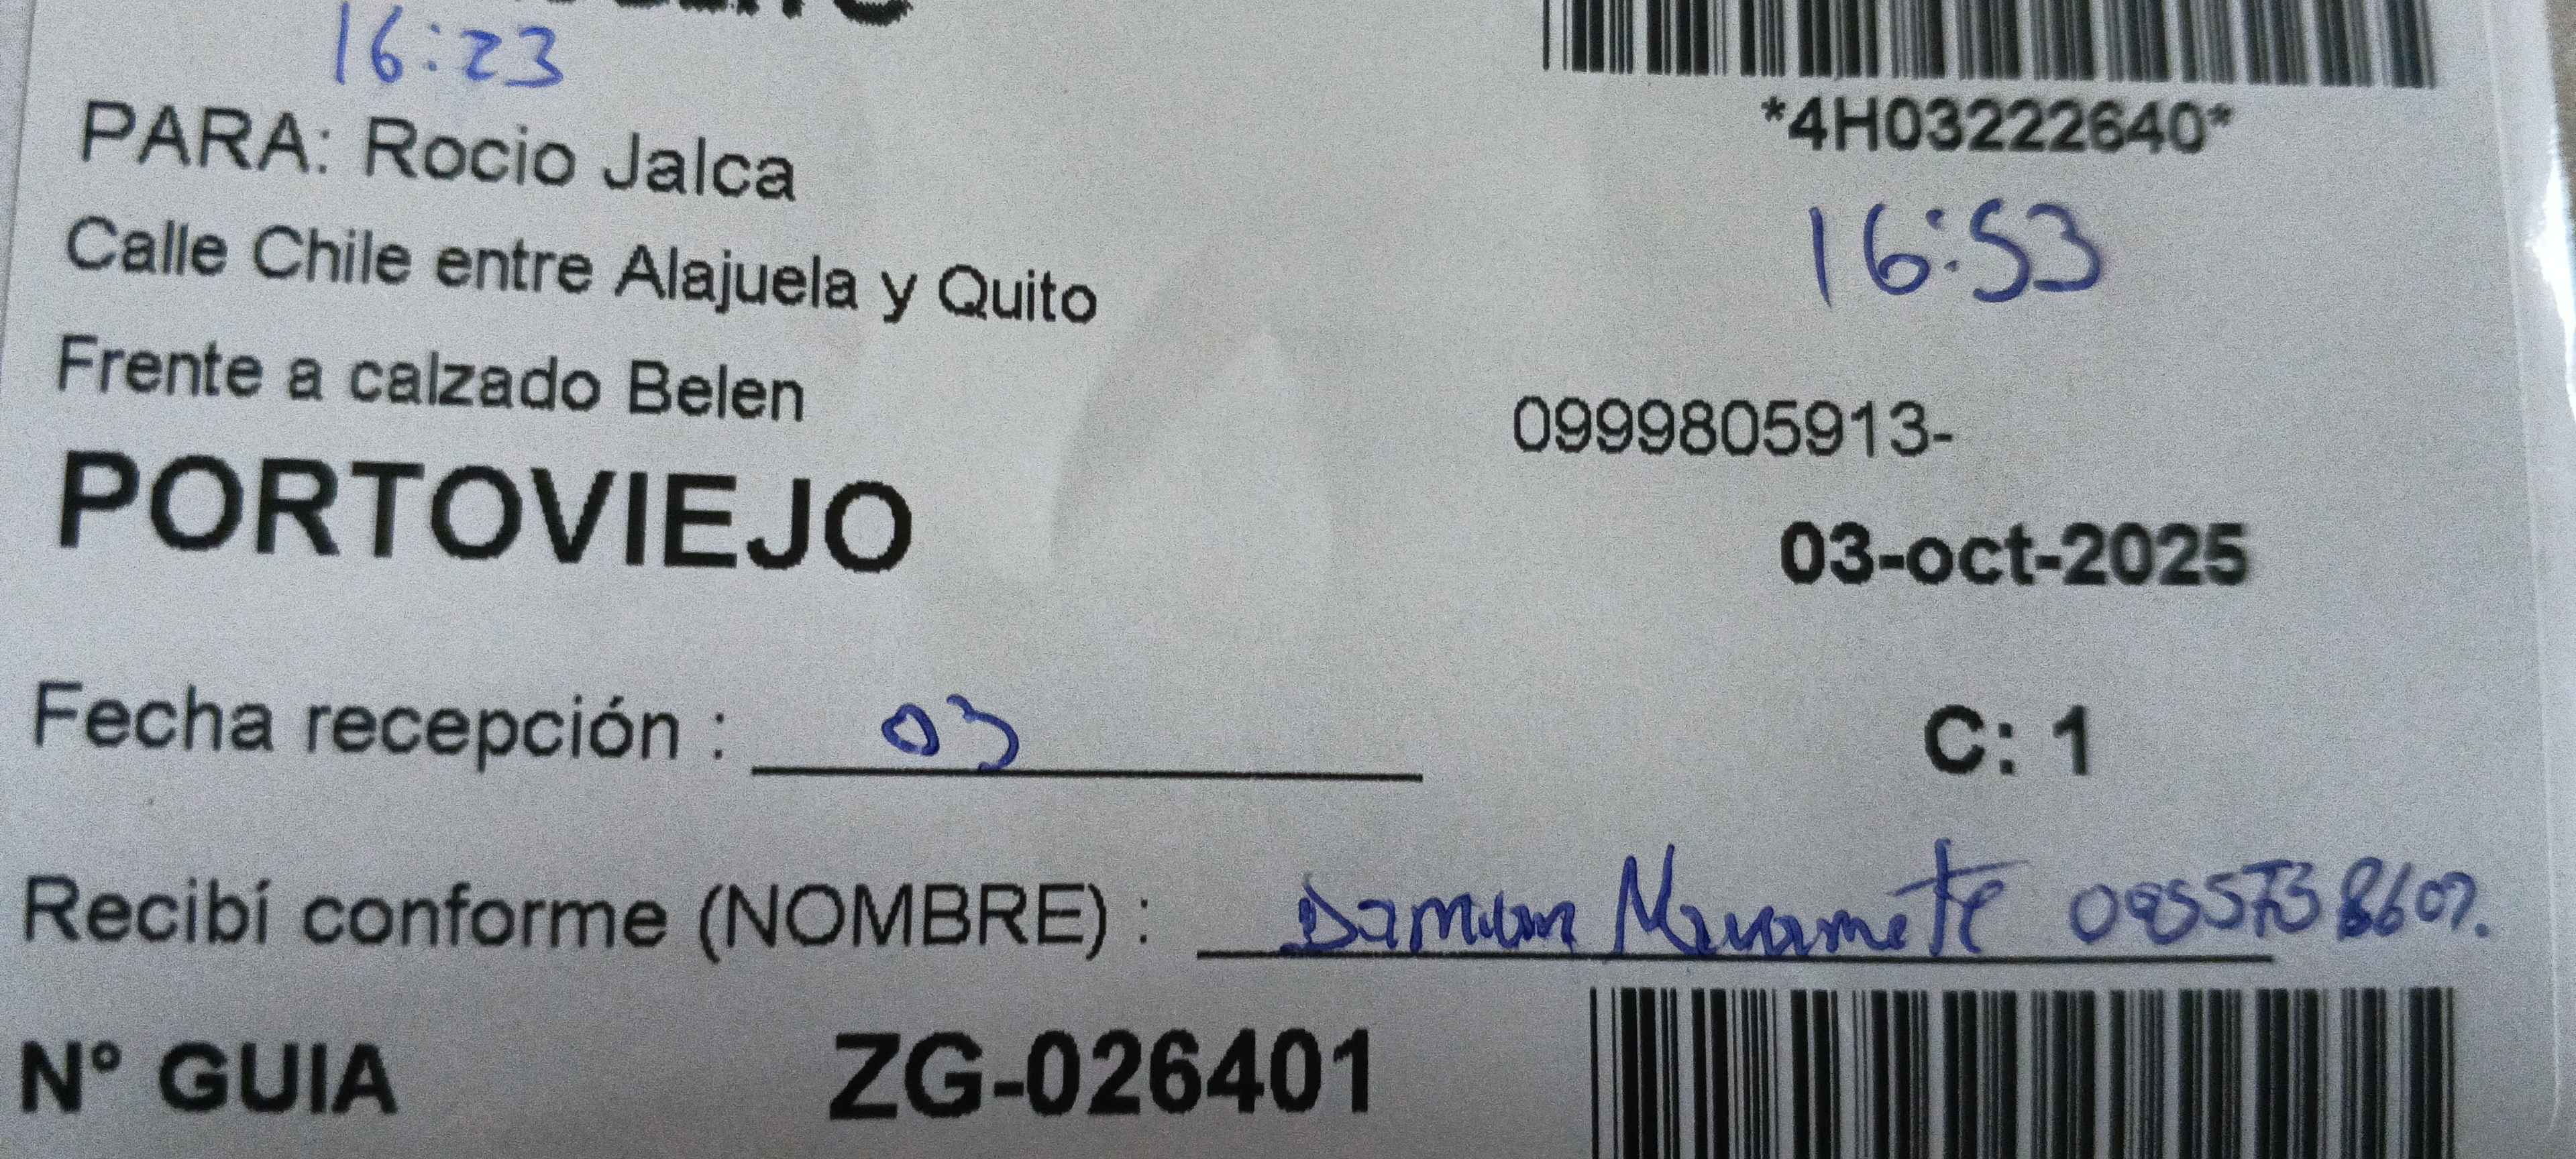 16:23
*4H03222640*
PARA: Rocio Jalca
16:53
Calle Chile entre Alajuela y Quito
Frente a calzado Belen
0999805913-
PORTOVIEJO
03-oct-2025
Fecha recepción : 03
C: 1
Recibí conforme (NOMBRE) : Damian
N° GUIA ZG-026401